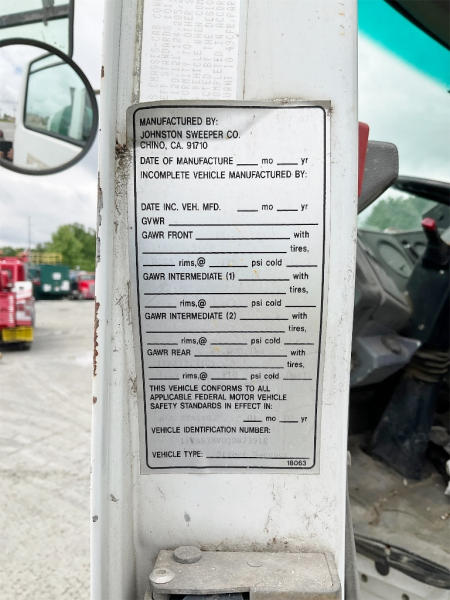 MANUFACTURED BY:
JOHNSTON SWEEPER CO.
CHINO, CA. 91710
DATE OF MANUFACTURE ____ mo ____ yr
INCOMPLETE VEHICLE MANUFACTURED BY:
DATE INC. VEH. MFD. ____ mo ____ yr
GVWR
GAWR FRONT ____ with
____ tires,
____ rims,@ ____ psi cold ____
GAWR INTERMEDIATE (1) ____ with
____ tires,
____ rims,@ ____ psi cold ____
GAWR INTERMEDIATE (2) ____ with
____ tires,
____ rims,@ ____ psi cold ____
GAWR REAR ____ with
____ tires,
____ rims,@ ____ psi cold ____
THIS VEHICLE CONFORMS TO ALL
APPLICABLE FEDERAL MOTOR VEHICLE
SAFETY STANDARDS IN EFFECT IN:
____ mo ____ yr
VEHICLE IDENTIFICATION NUMBER:
VEHICLE TYPE:
18063